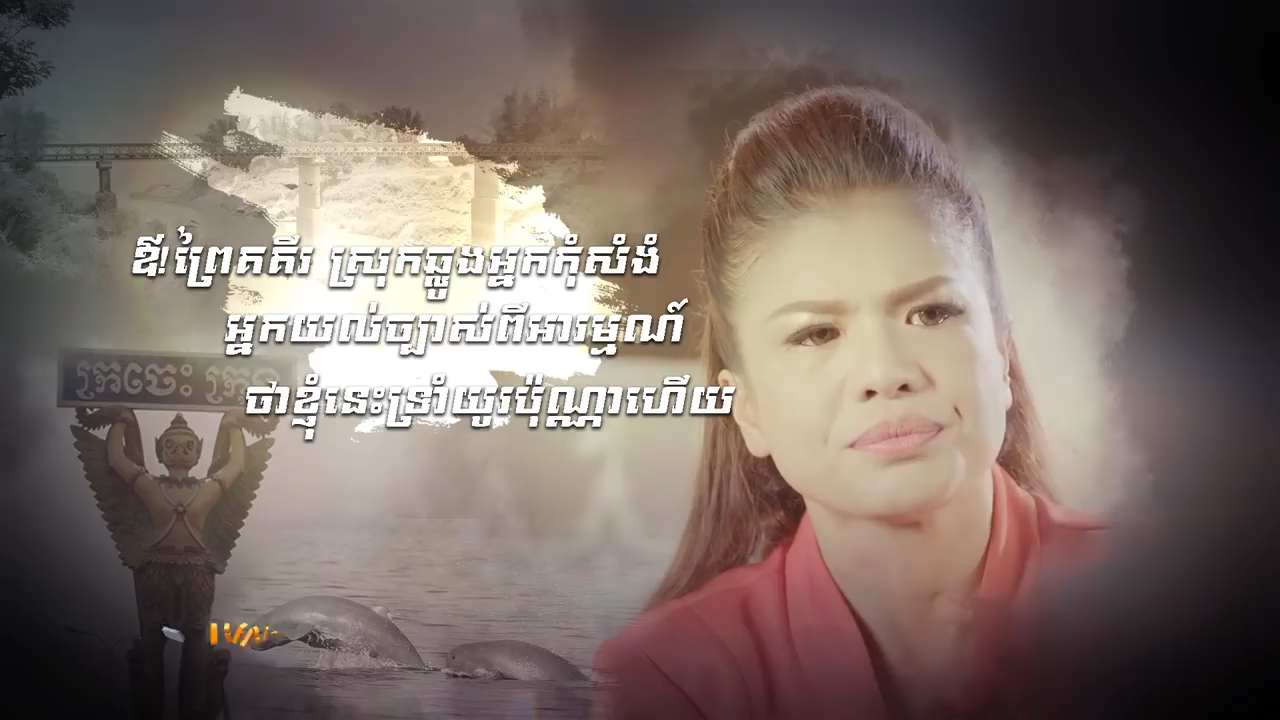 ឱ!ព្រៃគគីរ ស្រុកឆ្លូងអ្នកកុំសំងំ
អ្នកយល់ច្បាស់ពីអារម្មណ៍
ថាខ្ញុំនេះទ្រាំយូរប៉ុណ្ណាហើយ
ក្រចេះ